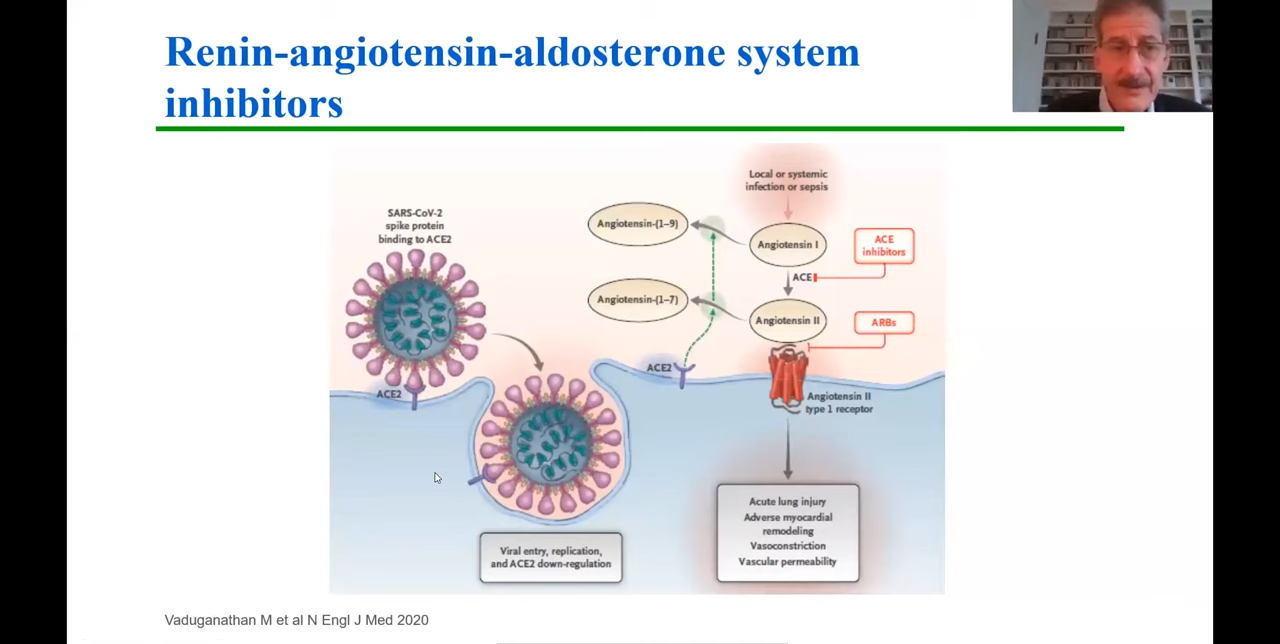 Renin-angiotensin-aldosterone system
inhibitors
Local or systemic
infection or sepsis
SARS-CoV-2
spike protein
binding to ACE2
Angiotensin-(1–9)
Angiotensin I
ACE
inhibitors
ACE
Angiotensin-(1–7)
Angiotensin II
ARBs
ACE2
ACE2
Angiotensin II
type 1 receptor
Viral entry, replication,
and ACE2 down-regulation
Acute lung injury
Adverse myocardial
remodeling
Vasoconstriction
Vascular permeability
Vaduganathan M et al N Engl J Med 2020